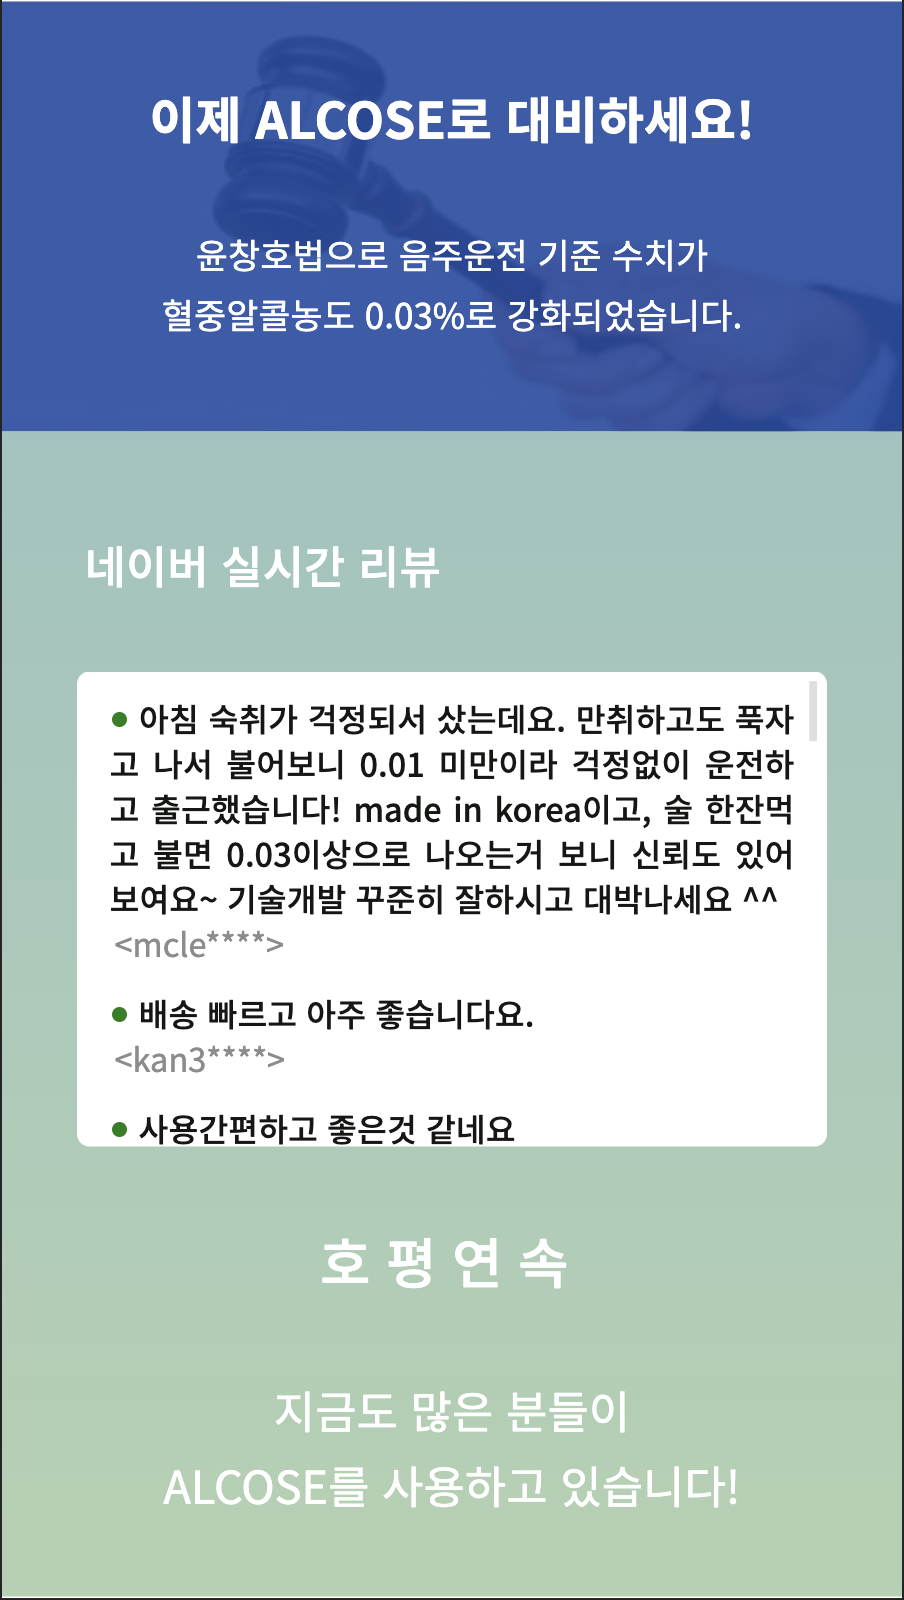 이제 ALCOSE로 대비하세요!
윤창호법으로 음주운전 기준 수치가
혈중알콜농도 0.03%로 강화되었습니다.
네이버 실시간 리뷰
● 아침 숙취가 걱정되서 샀는데요. 만취하고도 푹자
고 나서 불어보니 0.01 미만이라 걱정없이 운전하
고 출근했습니다! made in korea이고, 술 한잔먹
고 불면 0.03이상으로 나오는거 보니 신뢰도 있어
보여요~ 기술개발 꾸준히 잘하시고 대박나세요 ^^
<mcle****>
● 배송 빠르고 아주 좋습니다요.
<kan3****>
● 사용간편하고 좋은것 같네요
호 평 연 속
지금도 많은 분들이
ALCOSE를 사용하고 있습니다!